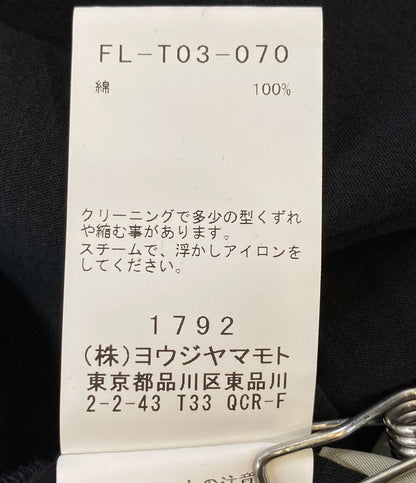 FL-T03-070
綿 100%
クリーニングで多少の型くずれ
や縮む事があります。
スチームで、浮かしアイロンを
してください。
1792
(株)ヨウジヤマモト
東京都品川区東品川
2-2-43 T33 QCR-F
の注意